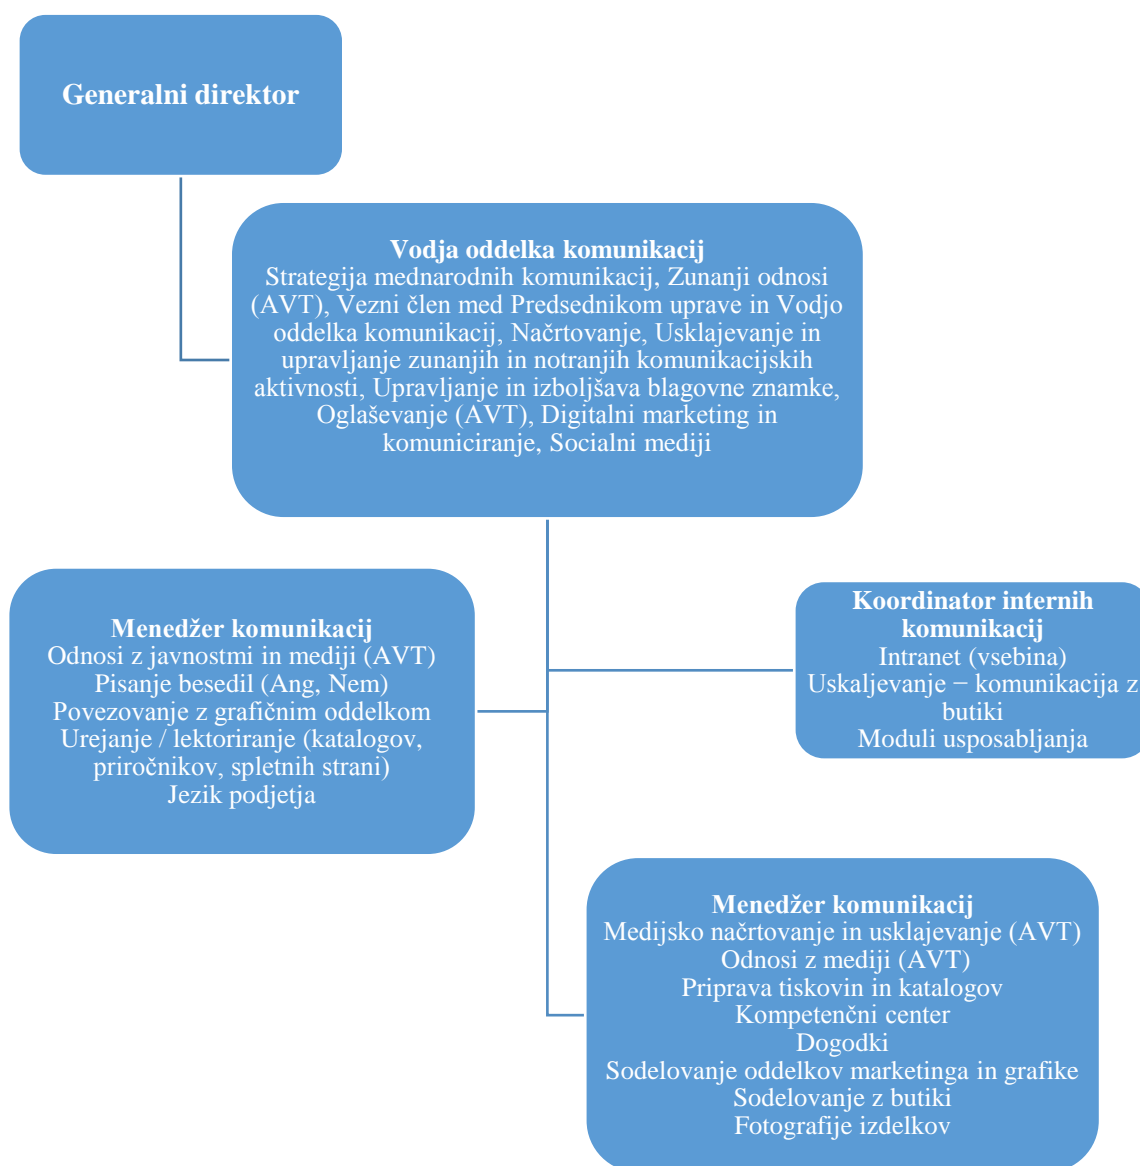 Generalni direktor
Vodja oddelka komunikacij
Strategija mednarodnih komunikacij, Zunanji odnosi
(AVT), Vezni člen med Predsednikom uprave in Vodjo
oddelka komunikacij, Načrtovanje, Usklajevanje in
upravljanje zunanjih in notranjih komunikacijskih
aktivnosti, Upravljanje in izboljšava blagovne znamke,
Oglaševanje (AVT), Digitalni marketing in
komuniciranje, Socialni mediji
Menedžer komunikacij
Odnosi z javnostmi in mediji (AVT)
Pisanje besedil (Ang, Nem)
Povezovanje z grafičnim oddelkom
Urejanje / lektoriranje (katalogov,
priročnikov, spletnih strani)
Jezik podjetja
Koordinator internih
komunikacij
Intranet (vsebina)
Uskaljevanje − komunikacija z
butiki
Moduli usposabljanja
Menedžer komunikacij
Medijsko načrtovanje in usklajevanje (AVT)
Odnosi z mediji (AVT)
Priprava tiskovin in katalogov
Kompetenčni center
Dogodki
Sodelovanje oddelkov marketinga in grafike
Sodelovanje z butiki
Fotografije izdelkov